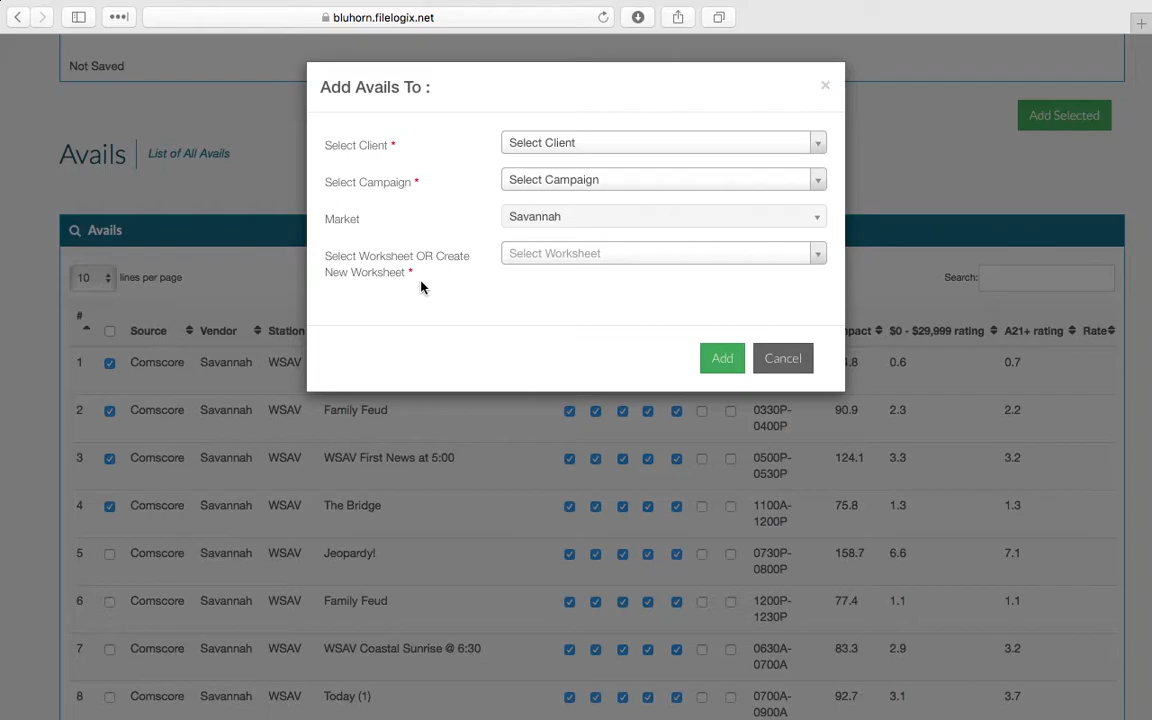 bluhorn.filelogix.net
Not Saved
Add Avails To :
×
Select Client *
Select Client
Select Campaign *
Select Campaign
Market
Savannah
Select Worksheet OR Create
New Worksheet *
Select Worksheet
Add
Cancel
Add Selected
Avails
List of All Avails
Avails
10
lines per page
Search:
#
Source
Vendor
Station
$0 - $29,999 rating
A21+ rating
Rate
1
Comscore
Savannah
WSAV
0.6
0.7
2
Comscore
Savannah
WSAV
Family Feud
0330P-
0400P
90.9
2.3
2.2
3
Comscore
Savannah
WSAV
WSAV First News at 5:00
0500P-
0530P
124.1
3.3
3.2
4
Comscore
Savannah
WSAV
The Bridge
1100A-
1200P
75.8
1.3
1.3
5
Comscore
Savannah
WSAV
Jeopardy!
0730P-
0800P
158.7
6.6
7.1
6
Comscore
Savannah
WSAV
Family Feud
1200P-
1230P
77.4
1.1
1.1
7
Comscore
Savannah
WSAV
WSAV Coastal Sunrise @ 6:30
0630A-
0700A
83.3
2.9
3.2
8
Comscore
Savannah
WSAV
Today (1)
0700A-
0900A
92.7
3.1
3.7